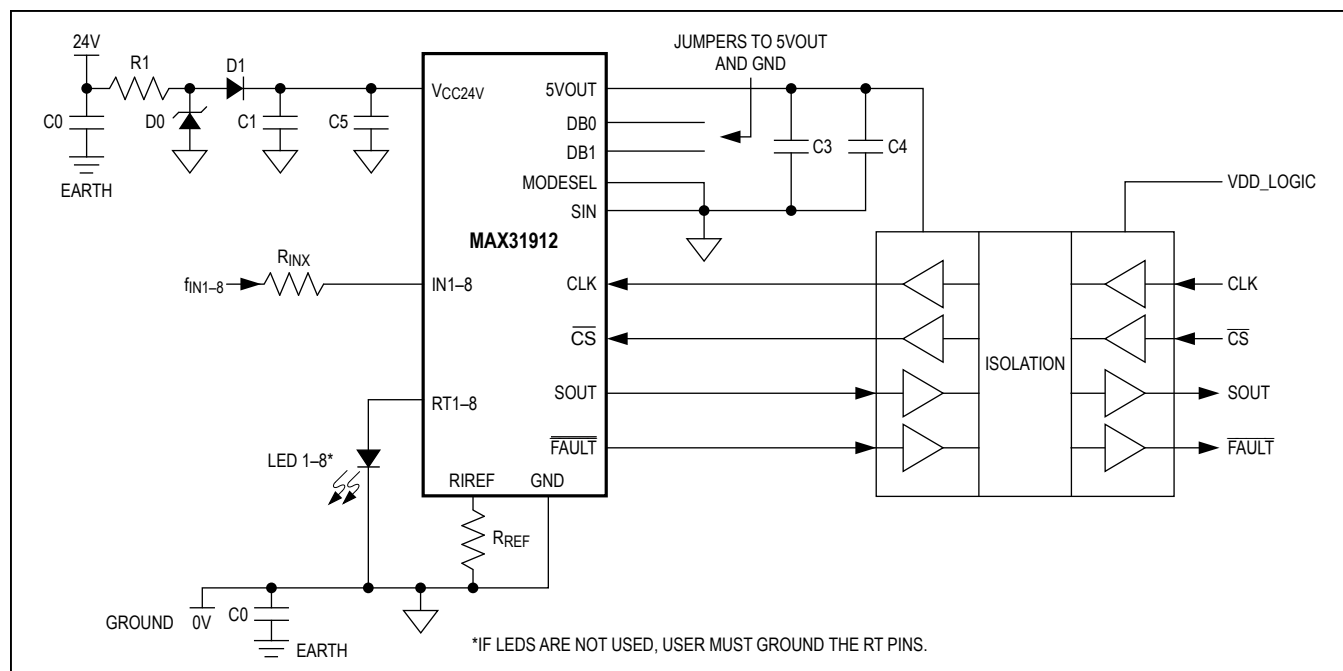 24V
R1
D1
C0
D0
C1
C5
EARTH
JUMPERS TO 5VOUT
AND GND
VCC24V
5VOUT
DB0
DB1
MODESEL
SIN
C3
C4
VDD_LOGIC
MAX31912
RINX
fIN1–8
IN1–8
CLK
CLK
CS
CS
ISOLATION
RT1–8
SOUT
SOUT
FAULT
FAULT
LED 1–8*
RIREF
GND
RREF
GROUND
0V
C0
EARTH
*IF LEDS ARE NOT USED, USER MUST GROUND THE RT PINS.